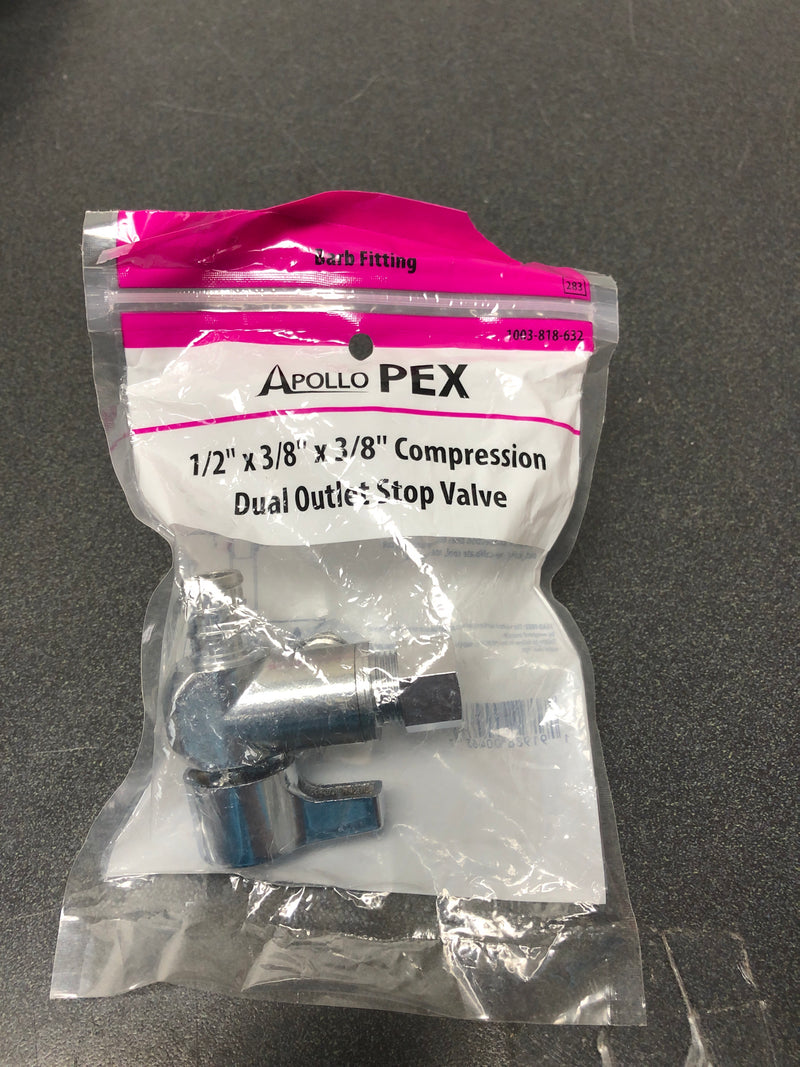 Barb Fitting
283
1003-818-632
APOLLO PEX
1/2" x 3/8" x 3/8" Compression
Dual Outlet Stop Valve